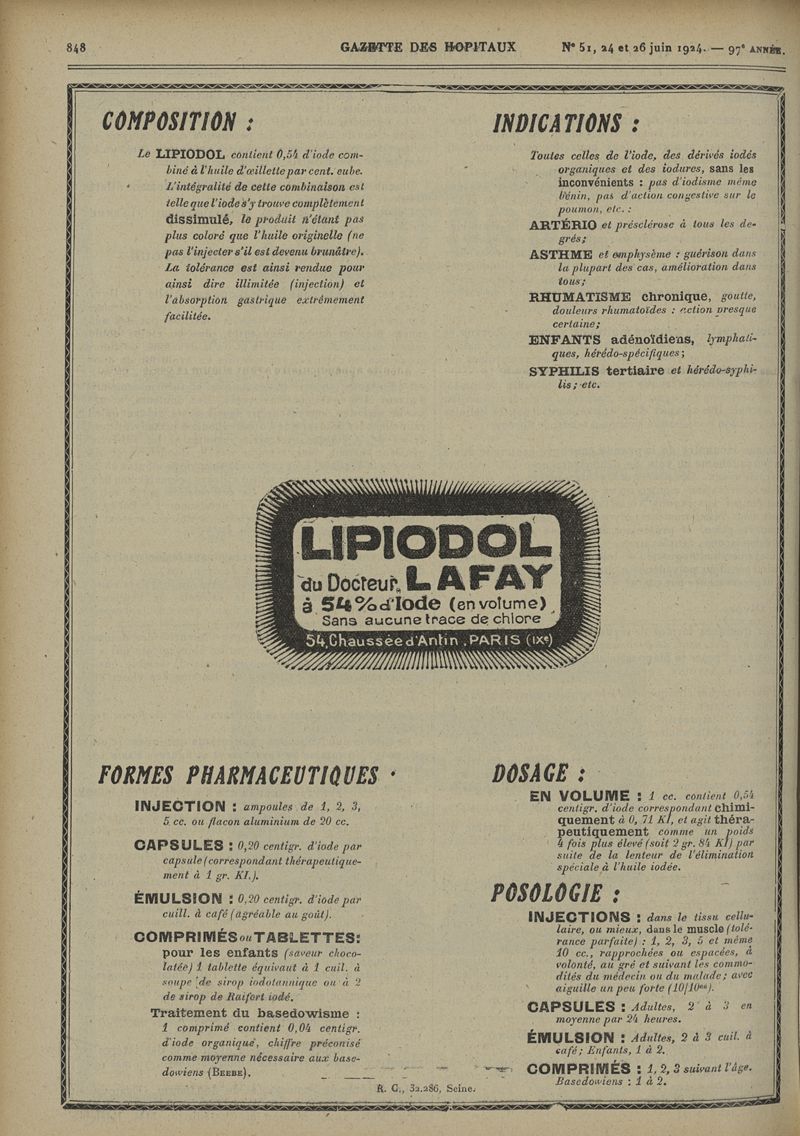 848
GAZETTE DES HOPITAUX
N° 51, 24 et 26 juin 1924. — 97e ANNÉE.
COMPOSITION :
Le LIPIODOL contient 0,54 d'iode com-
biné à l'huile d'œillette par cent. cube.
L'intégralité de cette combinaison est
telle que l'iode s'y trouve complètement
dissimulé, le produit n'étant pas
plus coloré que l'huile originelle (ne
pas l'injecter s'il est devenu brunâtre).
La tolérance est ainsi rendue pour
ainsi dire illimitée (injection) et
l'absorption gastrique extrêmement
facilitée.
INDICATIONS :
Toutes celles de l'iode, des dérivés iodés
organiques et des iodures, sans les
inconvénients : pas d'iodisme même
bénin, pas d'action congestive sur le
poumon, etc. :
ARTÉRIO et présclérose à tous les de-
grés;
ASTHME et emphysème : guérison dans
la plupart des cas, amélioration dans
tous;
RHUMATISME chronique, goutte,
douleurs rhumatoïdes : action presque
certaine;
ENFANTS adénoïdiens, lymphati-
ques, hérédo-spécifiques;
SYPHILIS tertiaire et hérédo-syphi-
lis; etc.
LIPIODOL
du Docteur LAFAY
à 54% d'Iode (en volume)
Sans aucune trace de chlore
54, Chaussée d'Antin, PARIS (IXe)
FORMES PHARMACEUTIQUES
INJECTION : ampoules de 1, 2, 3,
5 cc. ou flacon aluminium de 20 cc.
CAPSULES : 0,20 centigr. d'iode par
capsule (correspondant thérapeutique-
ment à 1 gr. KI.).
ÉMULSION : 0,20 centigr. d'iode par
cuill. à café (agréable au goût).
COMPRIMÉS ou TABLETTES:
pour les enfants (saveur choco-
latée) 1 tablette équivaut à 1 cuil. à
soupe de sirop iodotannique ou à 2
de sirop de Raifort iodé.
Traitement du basedowisme :
1 comprimé contient 0,04 centigr.
d'iode organique, chiffre préconisé
comme moyenne nécessaire aux base-
dowiens (BEEBE).
DOSAGE :
EN VOLUME : 1 cc. contient 0,54
centigr. d'iode correspondant chimi-
quement à 0, 71 KI, et agit théra-
peutiquement comme un poids
4 fois plus élevé (soit 2 gr. 84 KI) par
suite de la lenteur de l'élimination
spéciale à l'huile iodée.
POSOLOGIE :
INJECTIONS : dans le tissu cellu-
laire, ou mieux, dans le muscle (tolé-
rance parfaite) : 1, 2, 3, 5 et même
10 cc., rapprochées ou espacées, à
volonté, au gré et suivant les commo-
dités du médecin ou du malade; avec
aiguille un peu forte (10/10es).
CAPSULES : Adultes, 2 à 3 en
moyenne par 24 heures.
ÉMULSION : Adultes, 2 à 3 cuil. à
café; Enfants, 1 à 2.
COMPRIMÉS : 1, 2, 3 suivant l'âge.
Basedowiens : 1 à 2.
R. C., 32.286, Seine.